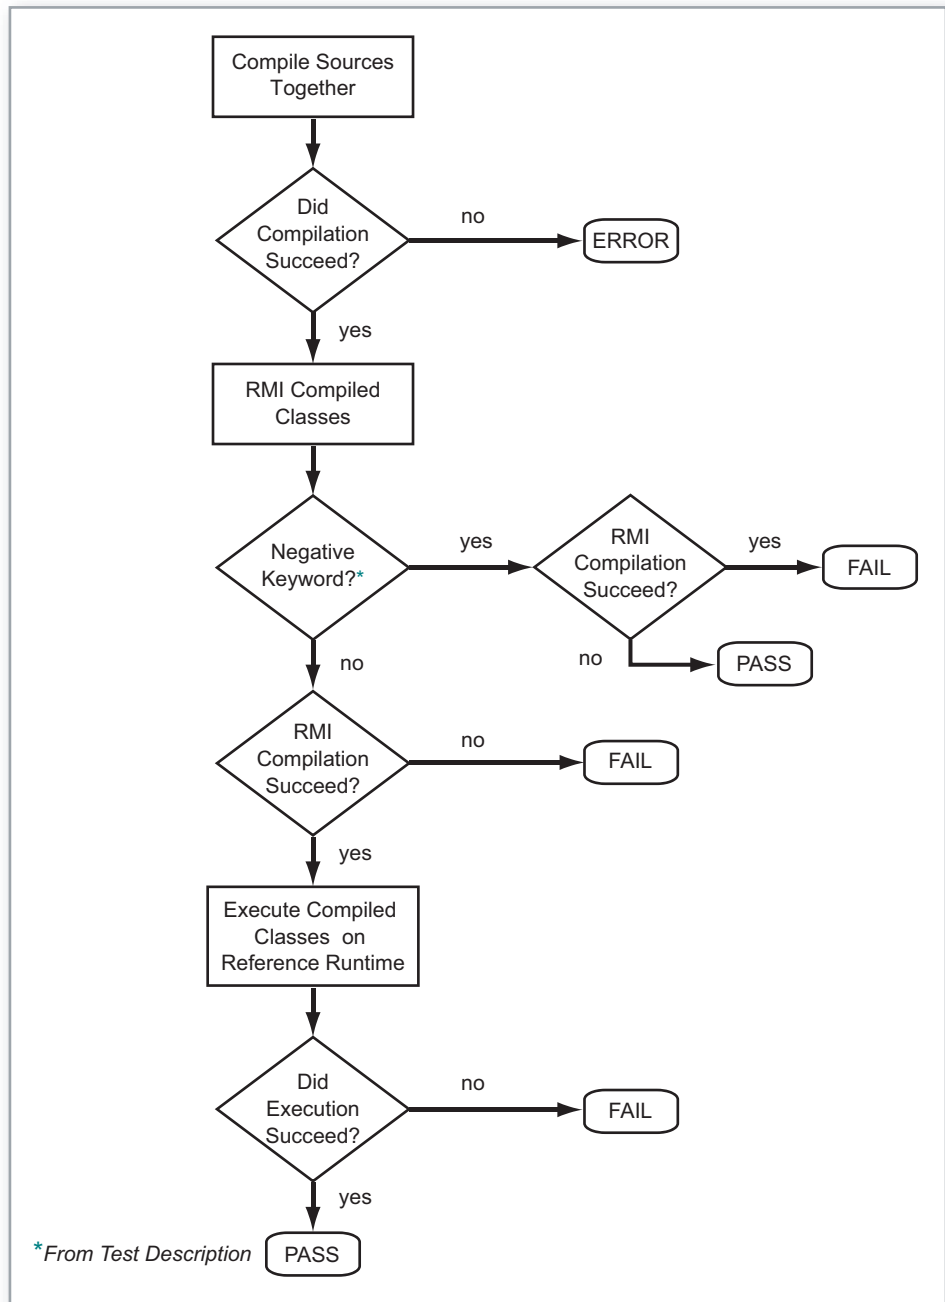 Compile Sources
Together
Did
Compilation
Succeed?
no
ERROR
yes
RMI Compiled
Classes
Negative
Keyword?*
yes
RMI
Compilation
Succeed?
yes
FAIL
no
PASS
no
RMI
Compilation
Succeed?
no
FAIL
yes
Execute Compiled
Classes on
Reference Runtime
Did
Execution
Succeed?
no
FAIL
yes
*From Test Description
PASS